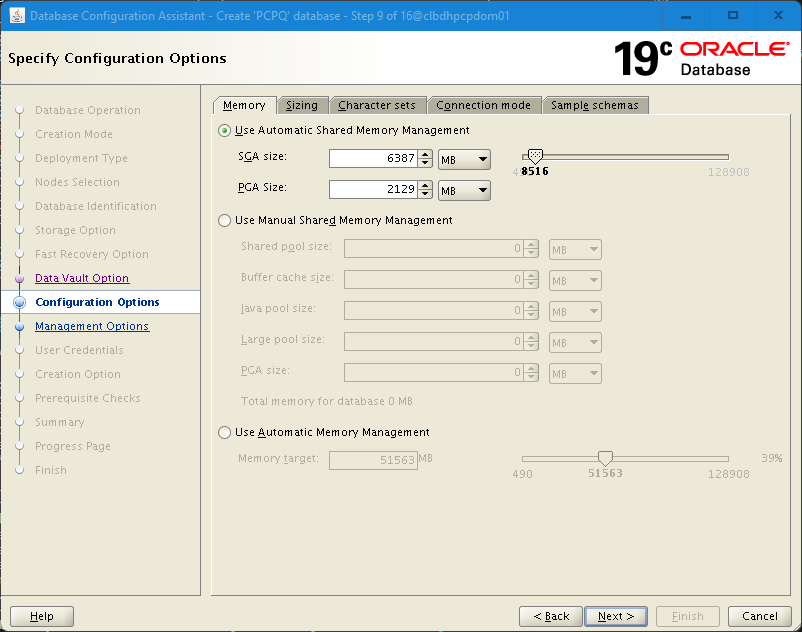 Database Configuration Assistant - Create 'PCPQ' database - Step 9 of 16@clbdhpcpdom01
Specify Configuration Options
19c ORACLE
Database
Database Operation
Creation Mode
Deployment Type
Nodes Selection
Database Identification
Storage Option
Fast Recovery Option
Data Vault Option
Configuration Options
Management Options
User Credentials
Creation Option
Prerequisite Checks
Summary
Progress Page
Finish
Memory Sizing Character sets Connection mode Sample schemas
Use Automatic Shared Memory Management
SGA size: 6387 MB
8516 128908
PGA Size: 2129 MB
Use Manual Shared Memory Management
Shared pool size: 0 MB
Buffer cache size: 0 MB
Java pool size: 0 MB
Large pool size: 0 MB
PGA size: 0 MB
Total memory for database 0 MB
Use Automatic Memory Management
Memory target: 51563 MB 39%
490 51563 128908
Help < Back Next > Finish Cancel